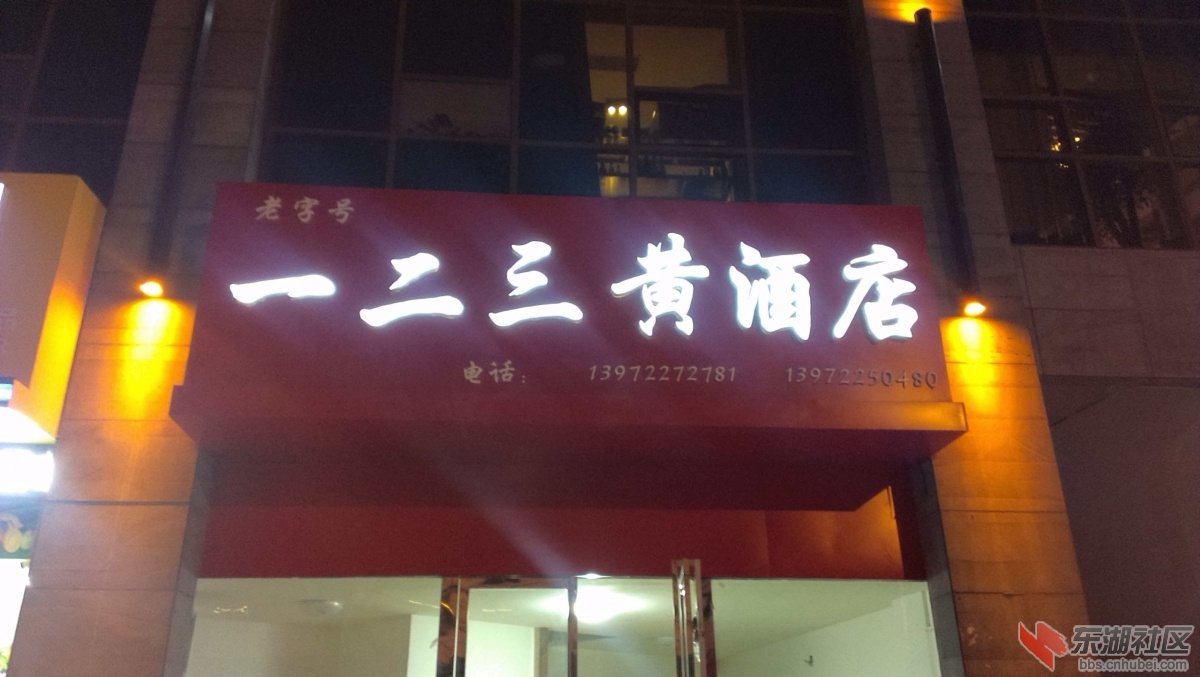 老字号
一二三黄酒店
电话： 13972272781 13972250480
东湖社区
bbs.cnhubei.com